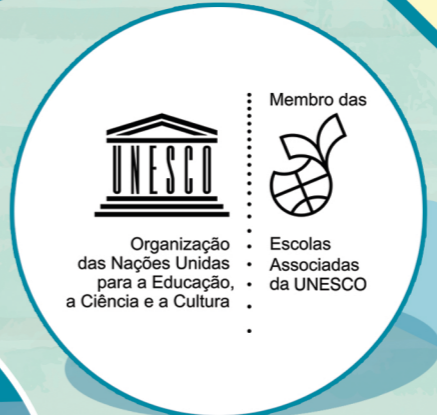 UNESCO
Organização
das Nações Unidas
para a Educação,
a Ciência e a Cultura
Membro das
Escolas
Associadas
da UNESCO